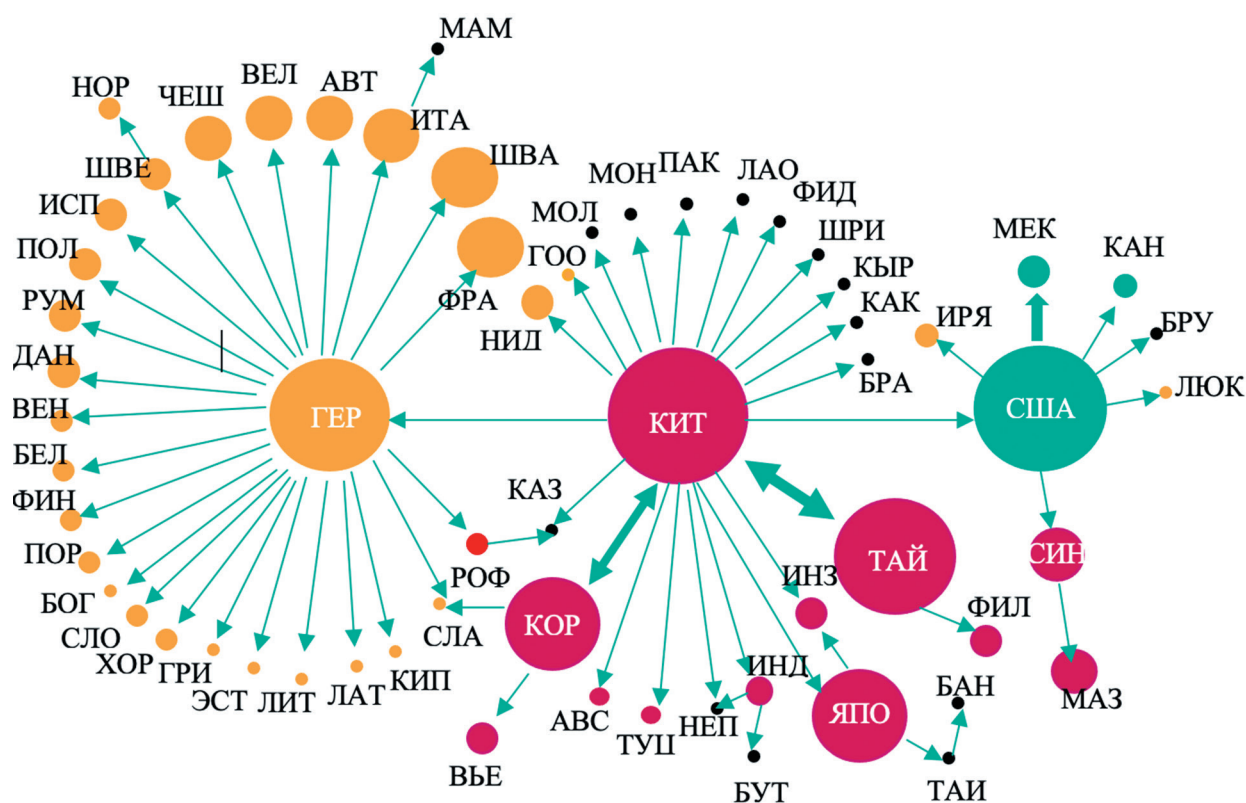 МАМ
НОР
ЧЕШ
ВЕЛ
АВТ
ИТА
ШВЕ
ШВА
ИСП
ПОЛ
РУМ
ДАН
ВЕН
БЕЛ
ФИН
ПОР
БОГ
СЛО
ХОР
ГРИ
ЭСТ
ЛИТ
ЛАТ
КИП
СЛА
РОФ
ФРА
ГЕР
НИД
ГОО
МОЛ
МОН
ПАК
ЛАО
ФИД
ШРИ
КЫР
КАК
БРА
КИТ
КАЗ
КОР
ВЬЕ
АВС
ТУЦ
НЕП
ИНД
БУТ
ИНЗ
ЯПО
ТАЙ
ФИЛ
БАН
ТАИ
МЕК
КАН
ИРЯ
БРУ
ЛЮК
США
СИН
МАЗ